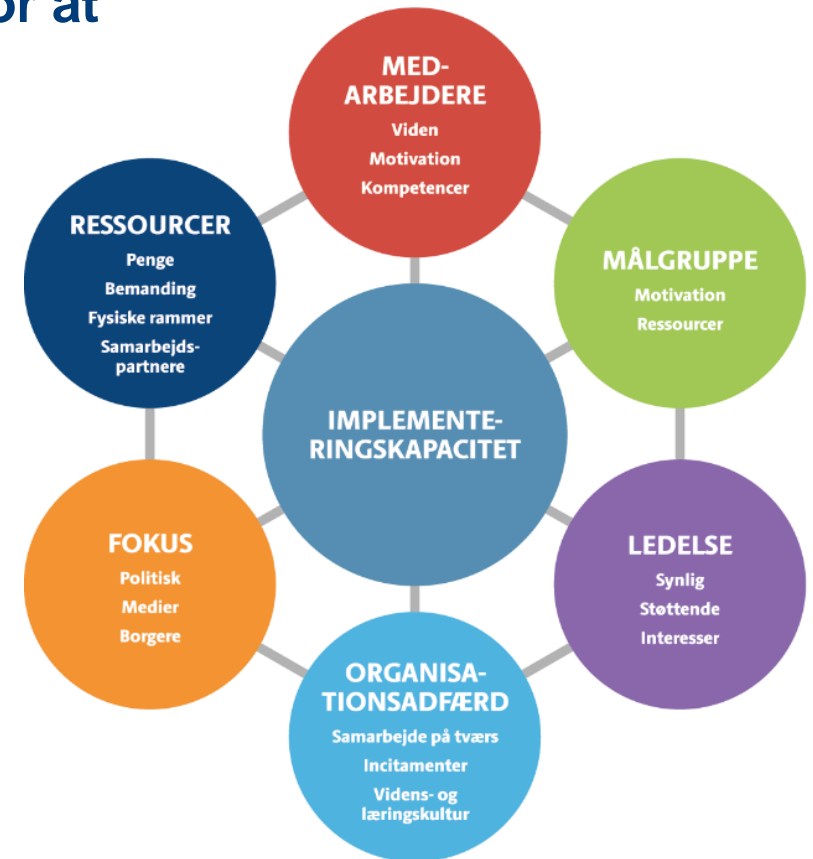 or at
MED-
ARBEJDERE
Viden
Motivation
Kompetencer
RESSOURCER
Penge
Bemanding
Fysiske rammer
Samarbejds-
partnere
MÅLGRUPPE
Motivation
Ressourcer
IMPLEMENTE-
RINGSKAPACITET
FOKUS
Politisk
Medier
Borgere
LEDELSE
Synlig
Støttende
Interesser
ORGANISA-
TIONSADFÆRD
Samarbejde på tværs
Incitamenter
Videns- og
læringskultur